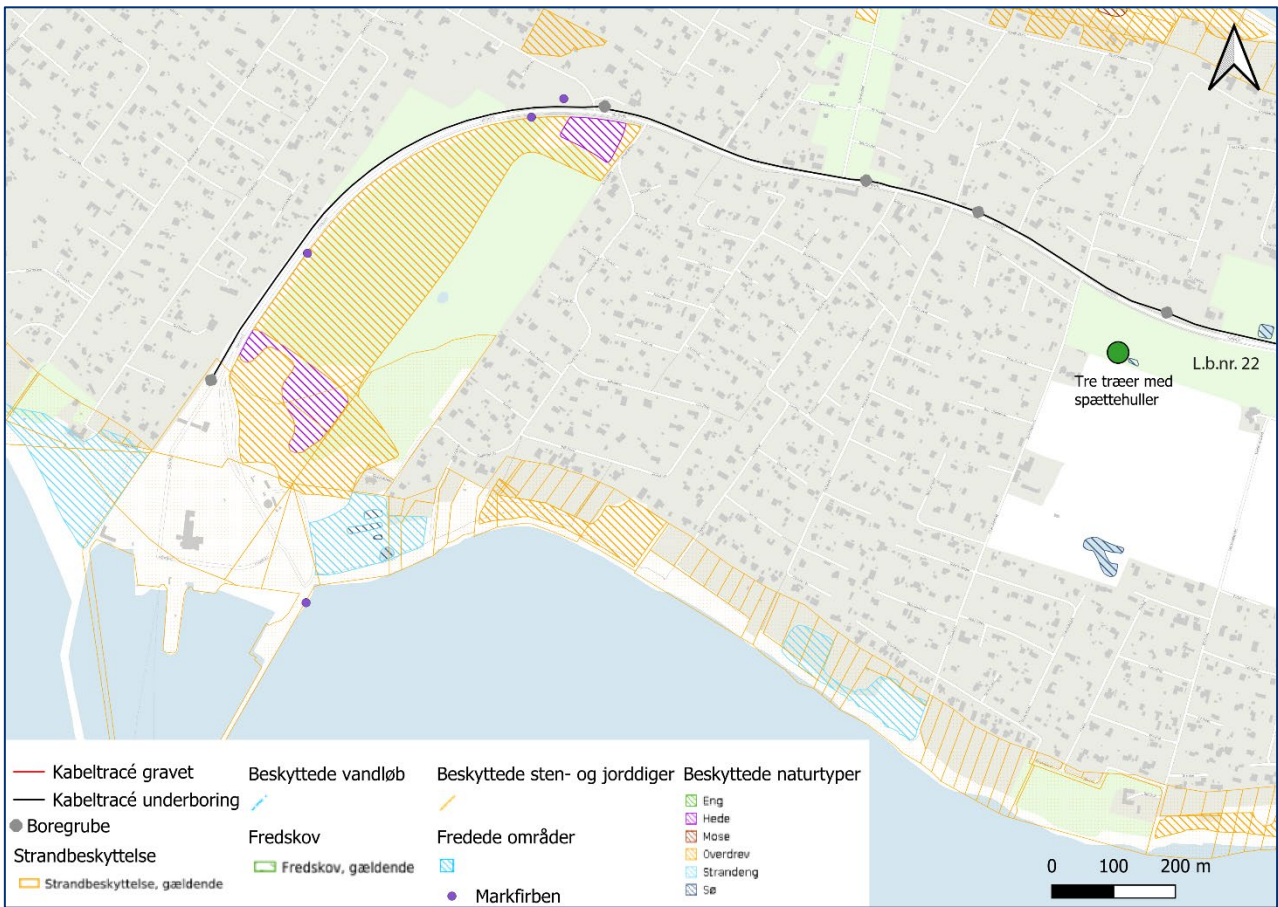 L.b.nr. 22
Tre træer med
spættehuller
Kabeltracé gravet
Kabeltracé underboring
Boregrube
Strandbeskyttelse
Strandbeskyttelse, gældende
Beskyttede vandløb
Fredskov
Fredskov, gældende
Beskyttede sten- og jorddiger
Fredede områder
Markfirben
Beskyttede naturtyper
Eng
Hede
Mose
Overdrev
Strandeng
Sø
0 100 200 m